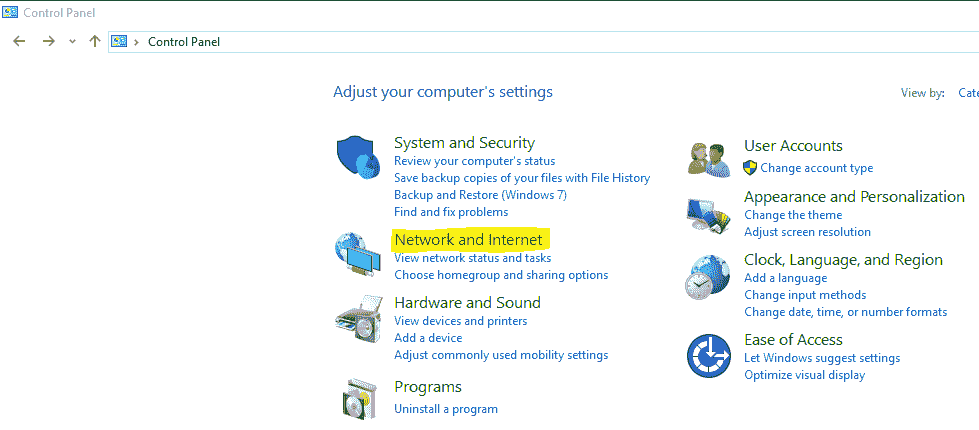 Control Panel
Control Panel
Adjust your computer's settings
View by:
System and Security
Review your computer's status
Save backup copies of your files with File History
Backup and Restore (Windows 7)
Find and fix problems
Network and Internet
View network status and tasks
Choose homegroup and sharing options
Hardware and Sound
View devices and printers
Add a device
Adjust commonly used mobility settings
Programs
Uninstall a program
User Accounts
Change account type
Appearance and Personalization
Change the theme
Adjust screen resolution
Clock, Language, and Region
Add a language
Change input methods
Change date, time, or number formats
Ease of Access
Let Windows suggest settings
Optimize visual display